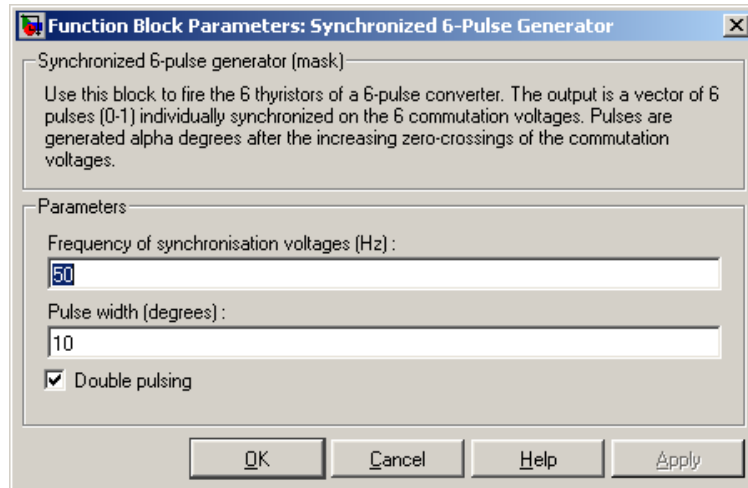 Function Block Parameters: Synchronized 6-Pulse Generator
Synchronized 6-pulse generator (mask)
Use this block to fire the 6 thyristors of a 6-pulse converter. The output is a vector of 6
pulses (0-1) individually synchronized on the 6 commutation voltages. Pulses are
generated alpha degrees after the increasing zero-crossings of the commutation
voltages.
Parameters
Frequency of synchronisation voltages (Hz) :
50
Pulse width (degrees) :
10
Double pulsing
OK Cancel Help Apply